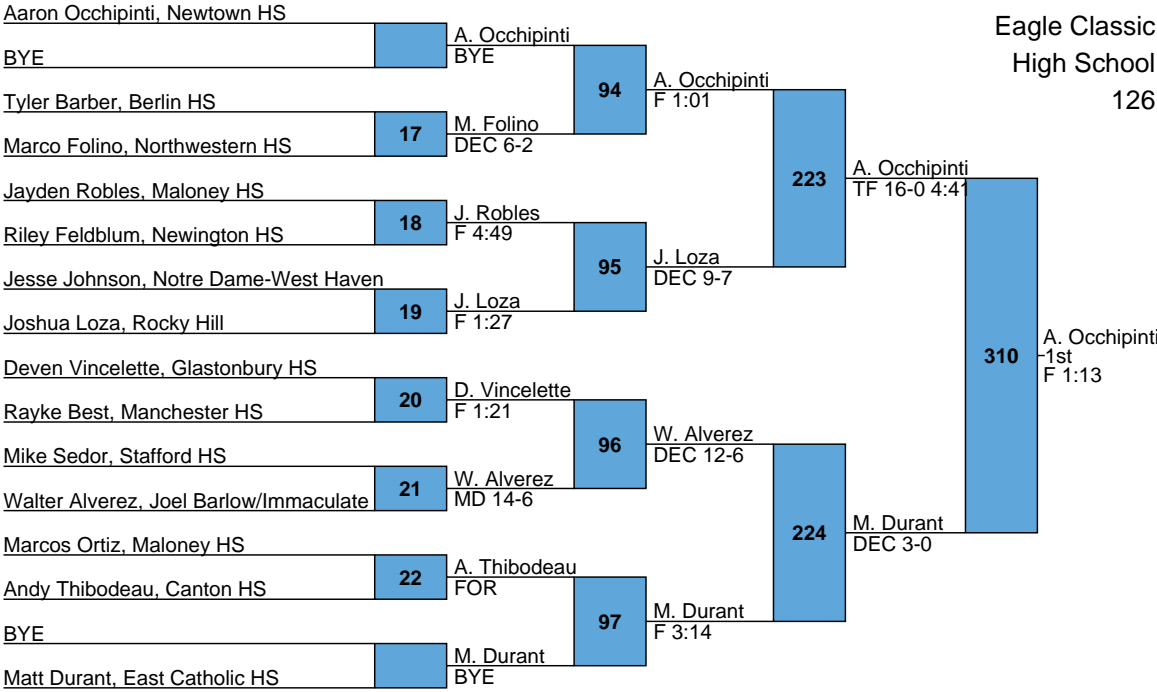 Eagle Classic
High School
126
Aaron Occhipinti, Newtown HS
BYE
Tyler Barber, Berlin HS
Marco Folino, Northwestern HS
Jayden Robles, Maloney HS
Riley Feldblum, Newington HS
Jesse Johnson, Notre Dame-West Haven
Joshua Loza, Rocky Hill
Deven Vincelette, Glastonbury HS
Rayke Best, Manchester HS
Mike Sedor, Stafford HS
Walter Alverez, Joel Barlow/Immaculate
Marcos Ortiz, Maloney HS
Andy Thibodeau, Canton HS
BYE
Matt Durant, East Catholic HS
17
18
19
20
21
22
A. Occhipinti
BYE
M. Folino
DEC 6-2
J. Robles
F 4:49
J. Loza
F 1:27
D. Vincelette
F 1:21
W. Alverez
MD 14-6
A. Thibodeau
FOR
M. Durant
BYE
94
95
96
97
A. Occhipinti
F 1:01
J. Loza
DEC 9-7
W. Alverez
DEC 12-6
M. Durant
F 3:14
223
224
A. Occhipinti
TF 16-0 4:41
M. Durant
DEC 3-0
310
A. Occhipinti
1st
F 1:13